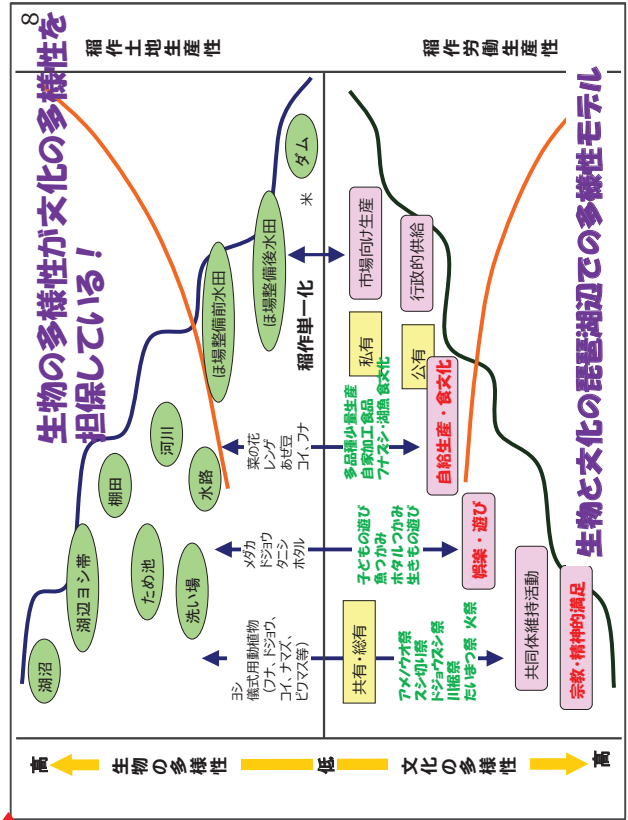 8
生物の多様性が文化の多様性を
担保している！
稲作土地生産性
稲作労働生産性
湖沼
湖辺ヨシ帯
棚田
河川
ため池
洗い場
水路
ほ場整備前水田
ほ場整備後水田
ダム
米
稲作単一化
ヨシ
儀式用動植物
(フナ、ドジョウ、
コイ、ナマズ、
ビワマス等)
メダカ
ドジョウ
タニシ
ホタル
菜の花
レンゲ
あぜ豆
コイ、フナ
共有・総有
私有
公有
市場向け生産
行政的供給
アメノウオ祭
スシ切り祭
ドジョウズシ祭
川裾祭
たいまつ祭 火祭
子どもの遊び
魚つかみ
ホタルつかみ
生きもの遊び
多品種少量生産
自家加工食品
フナズシ・湖魚 食文化
自給生産・食文化
娯楽・遊び
共同体維持活動
宗教・精神的満足
高
生物の多様性
低
文化の多様性
高
生物と文化の琵琶湖辺での多様性モデル